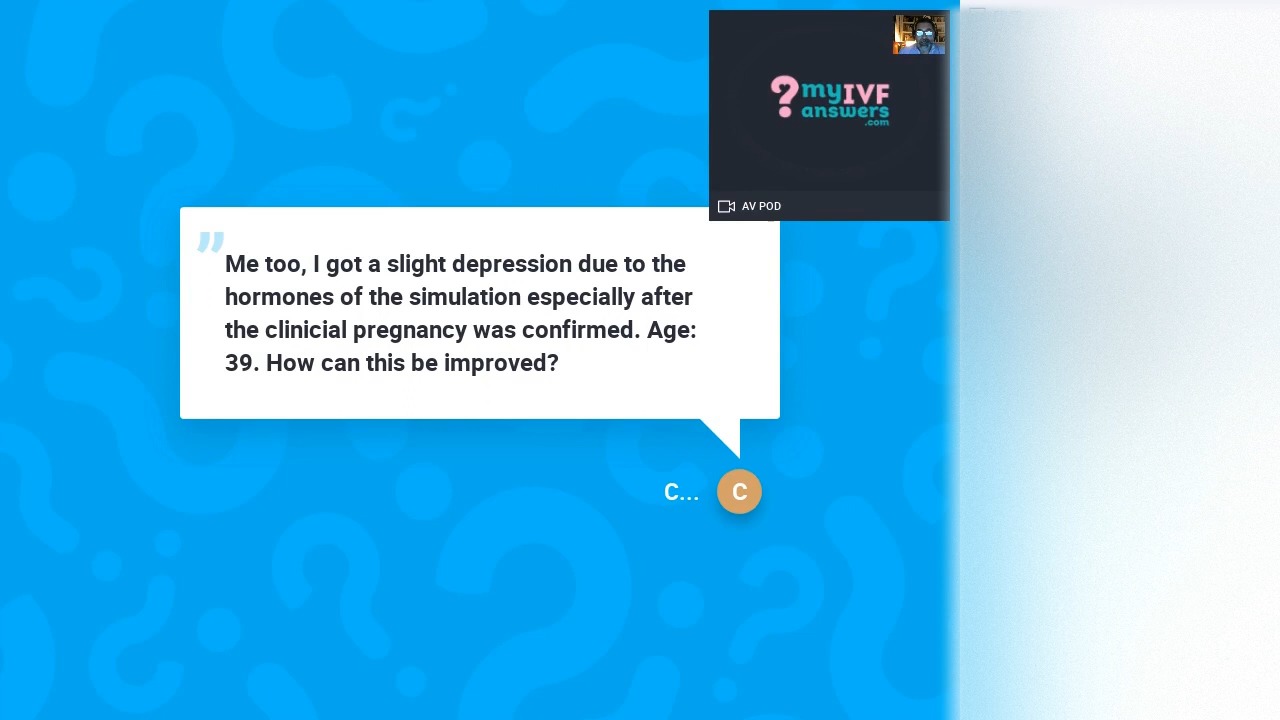 ?myIVF
answers
.com
AV POD
”
Me too, I got a slight depression due to the
hormones of the simulation especially after
the clinicial pregnancy was confirmed. Age:
39. How can this be improved?
C...
C